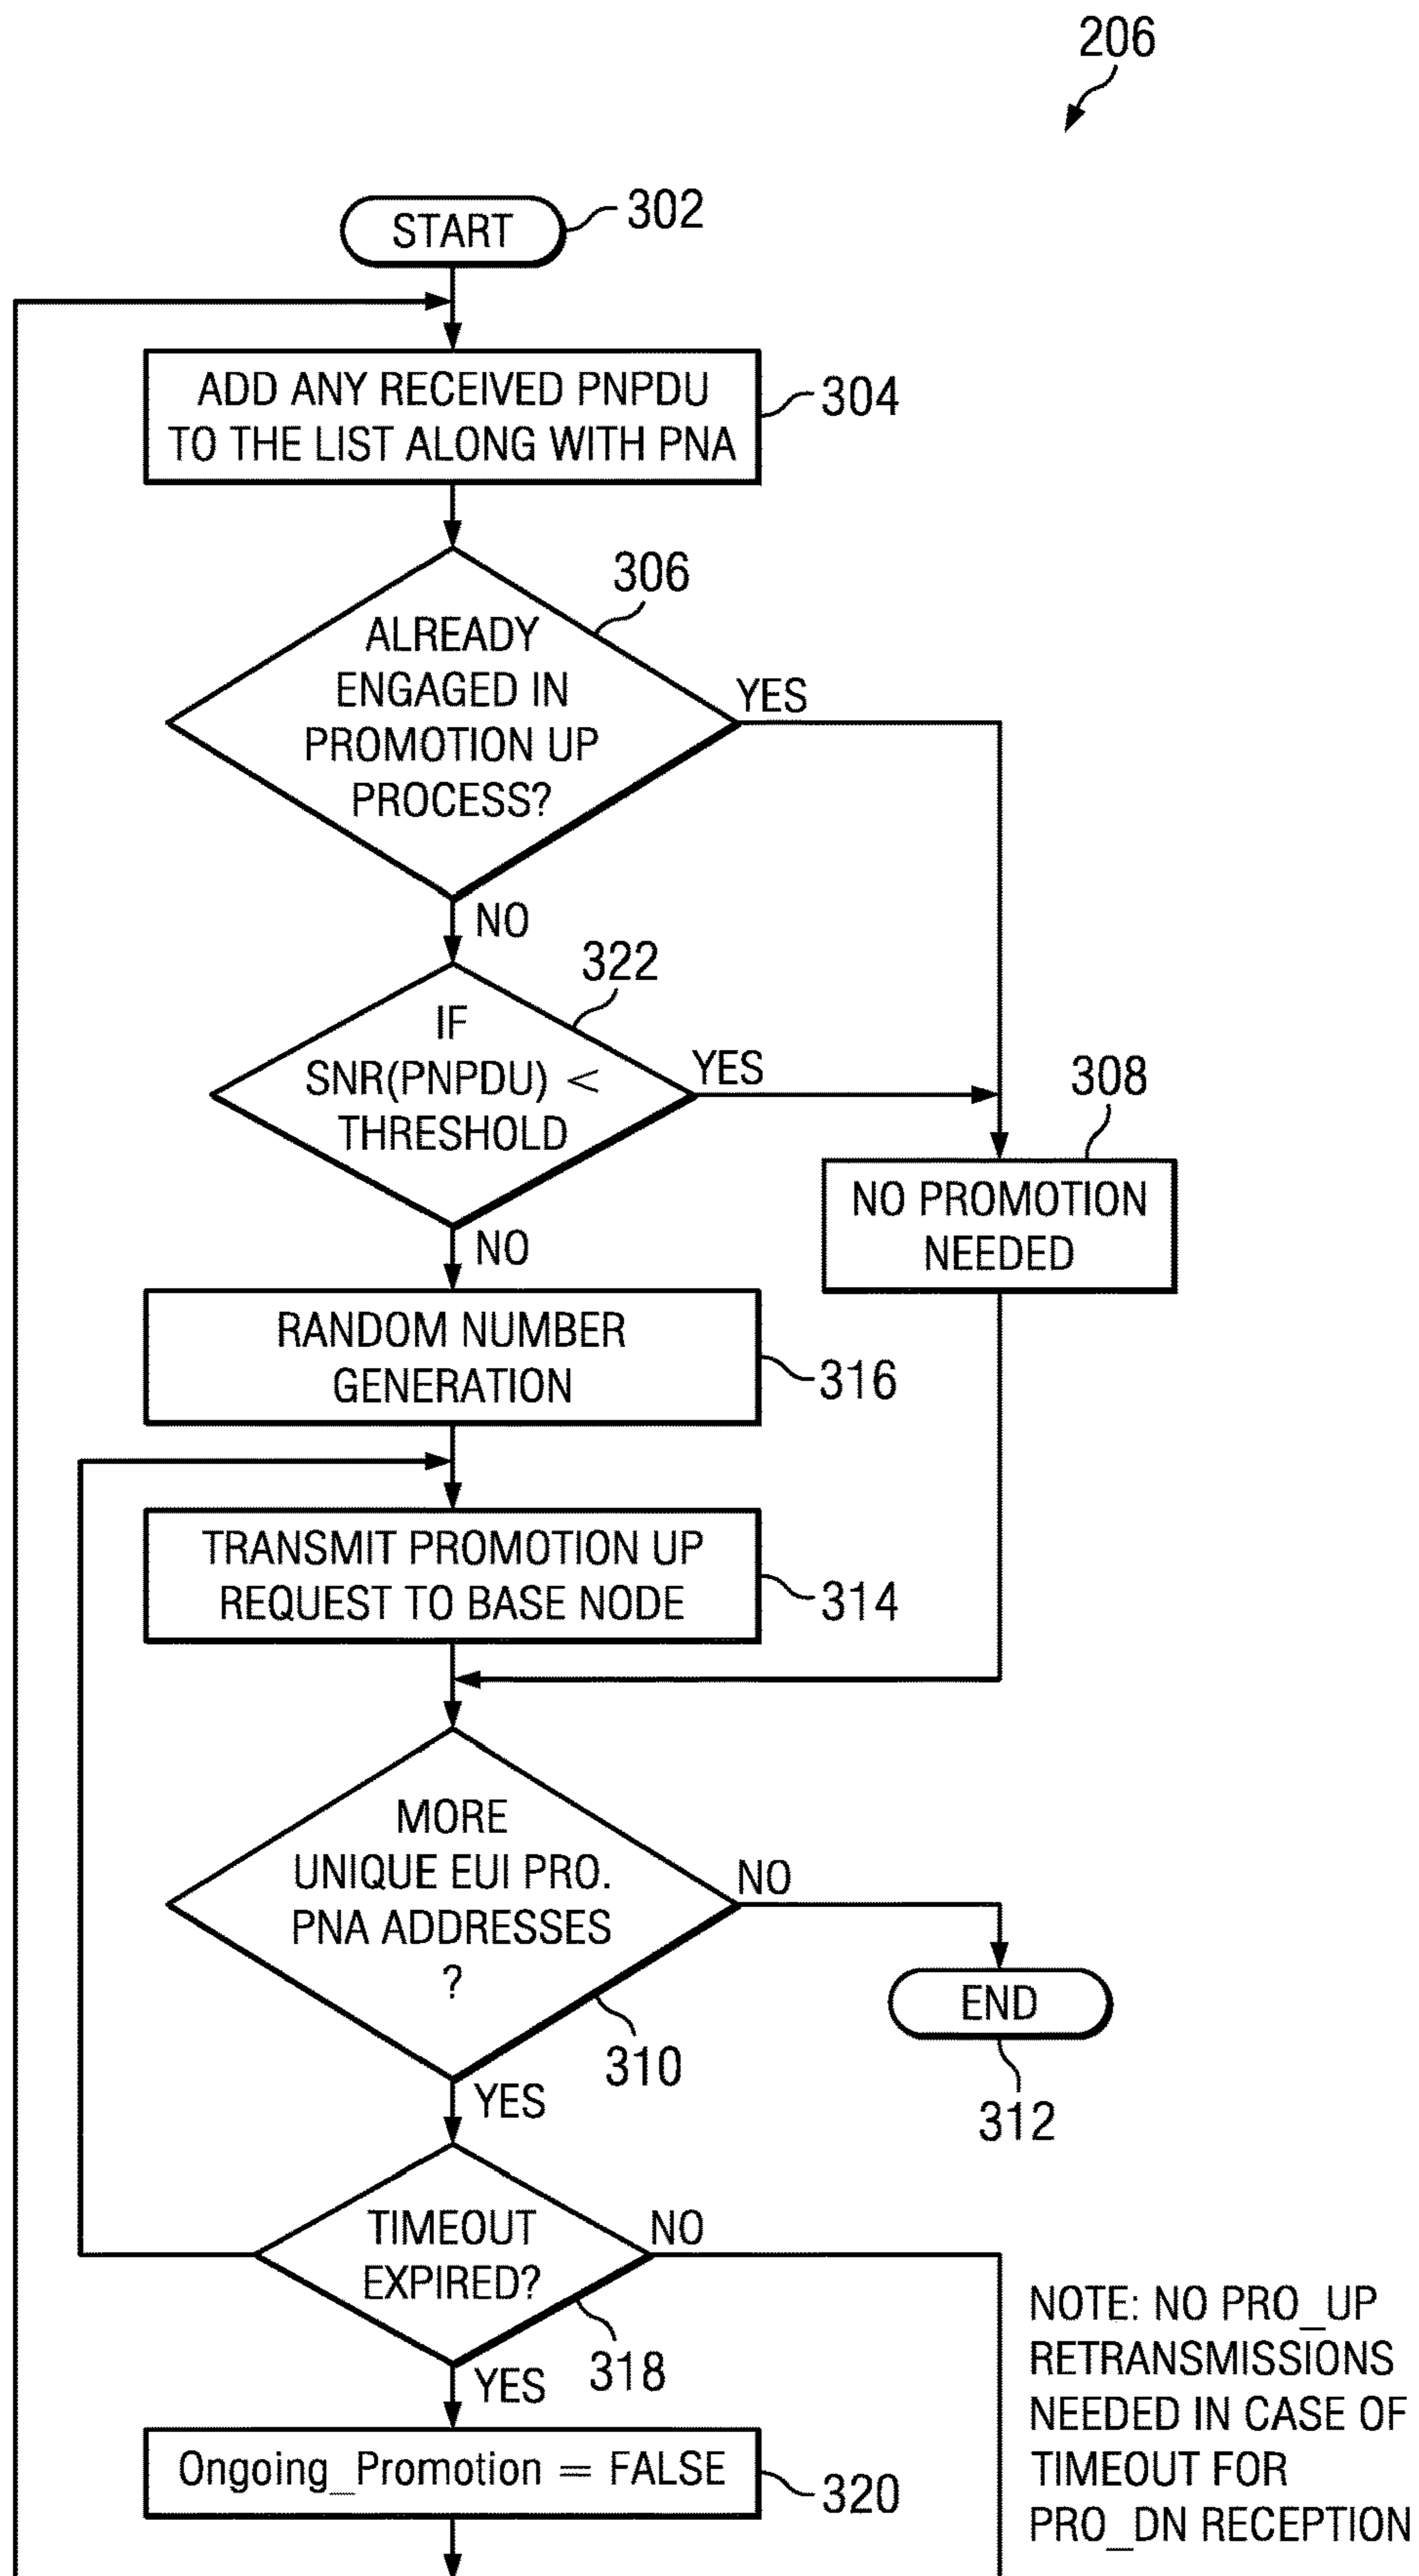 206
START
302
ADD ANY RECEIVED PNPDU
TO THE LIST ALONG WITH PNA
304
306
ALREADY
ENGAGED IN
PROMOTION UP
PROCESS?
YES
NO
322
IF
SNR(PNPDU) <
THRESHOLD
YES
308
NO PROMOTION
NEEDED
NO
RANDOM NUMBER
GENERATION
316
TRANSMIT PROMOTION UP
REQUEST TO BASE NODE
314
MORE
UNIQUE EUI PRO.
PNA ADDRESSES
?
NO
END
310
312
YES
TIMEOUT
EXPIRED?
NO
318
YES
NOTE: NO PRO_UP
RETRANSMISSIONS
NEEDED IN CASE OF
TIMEOUT FOR
PRO_DN RECEPTION
Ongoing_Promotion = FALSE
320